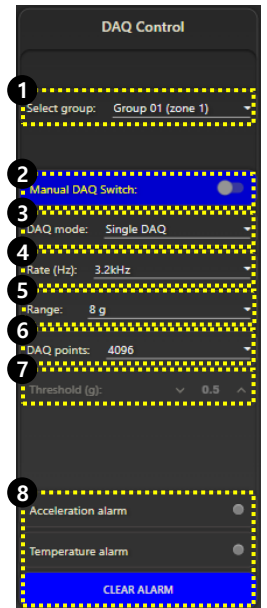 DAQ Control
1
Select group: Group 01 (zone 1)
2
Manual DAQ Switch:
3
DAQ mode: Single DAQ
4
Rate (Hz): 3.2kHz
5
Range: 8 g
6
DAQ points: 4096
7
Threshold (g): 0.5
8
Acceleration alarm
Temperature alarm
CLEAR ALARM